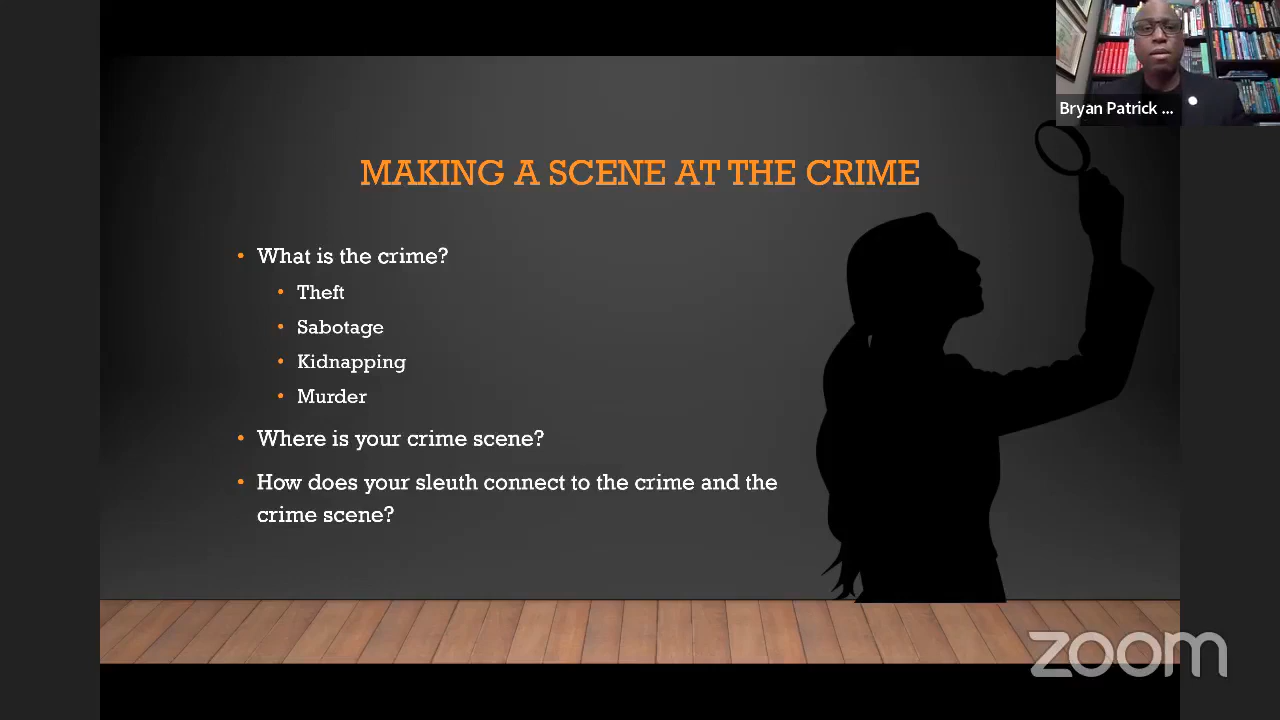 Bryan Patrick ...
MAKING A SCENE AT THE CRIME
• What is the crime?
• Theft
• Sabotage
• Kidnapping
• Murder
• Where is your crime scene?
• How does your sleuth connect to the crime and the
crime scene?
zoom